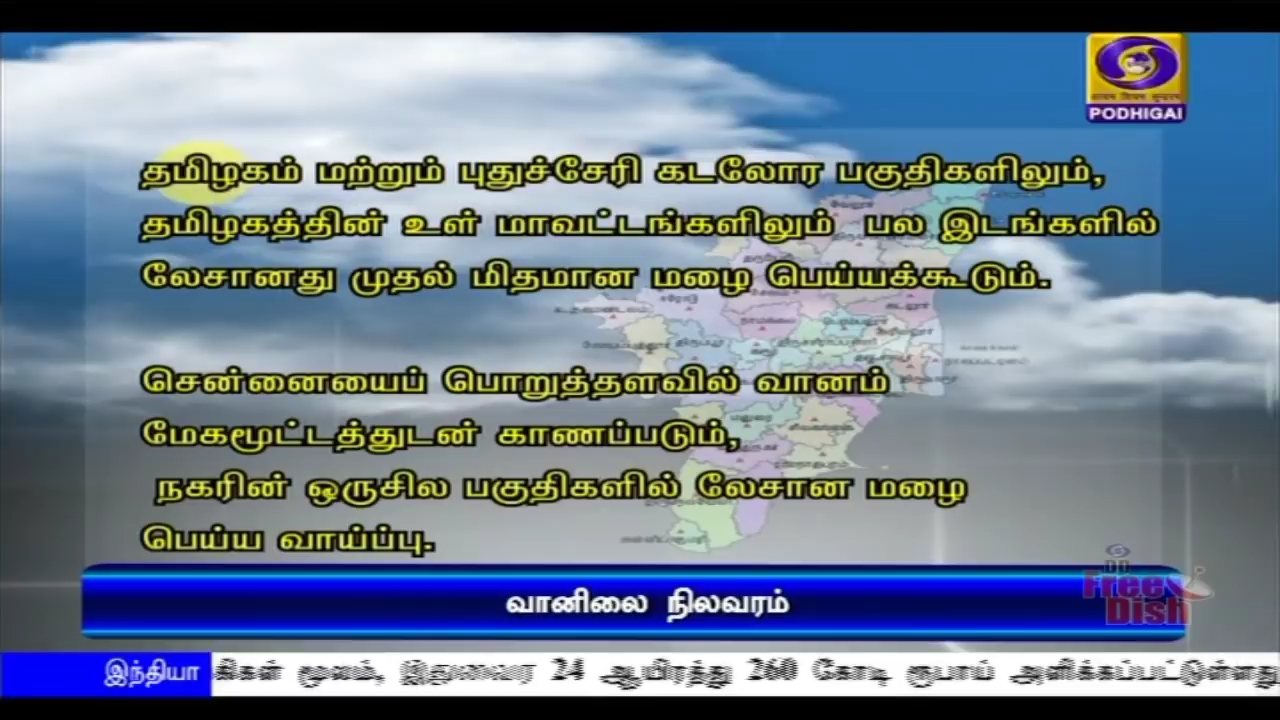 PODHIGAI
தமிழகம் மற்றும் புதுச்சேரி கடலோர பகுதிகளிலும்,
தமிழகத்தின் உள் மாவட்டங்களிலும் பல இடங்களில்
லேசானது முதல் மிதமான மழை பெய்யக்கூடும்.
சென்னையைப் பொறுத்தளவில் வானம்
மேகமூட்டத்துடன் காணப்படும்,
நகரின் ஒருசில பகுதிகளில் லேசான மழை
பெய்ய வாய்ப்பு.
வானிலை நிலவரம்
DD
Free
Dish
இந்தியா
கிகள் மூலம், இதுவரை 24 ஆயிரத்து 260 கோடி ரூபாய் அளிக்கப்பட்டுள்ளது